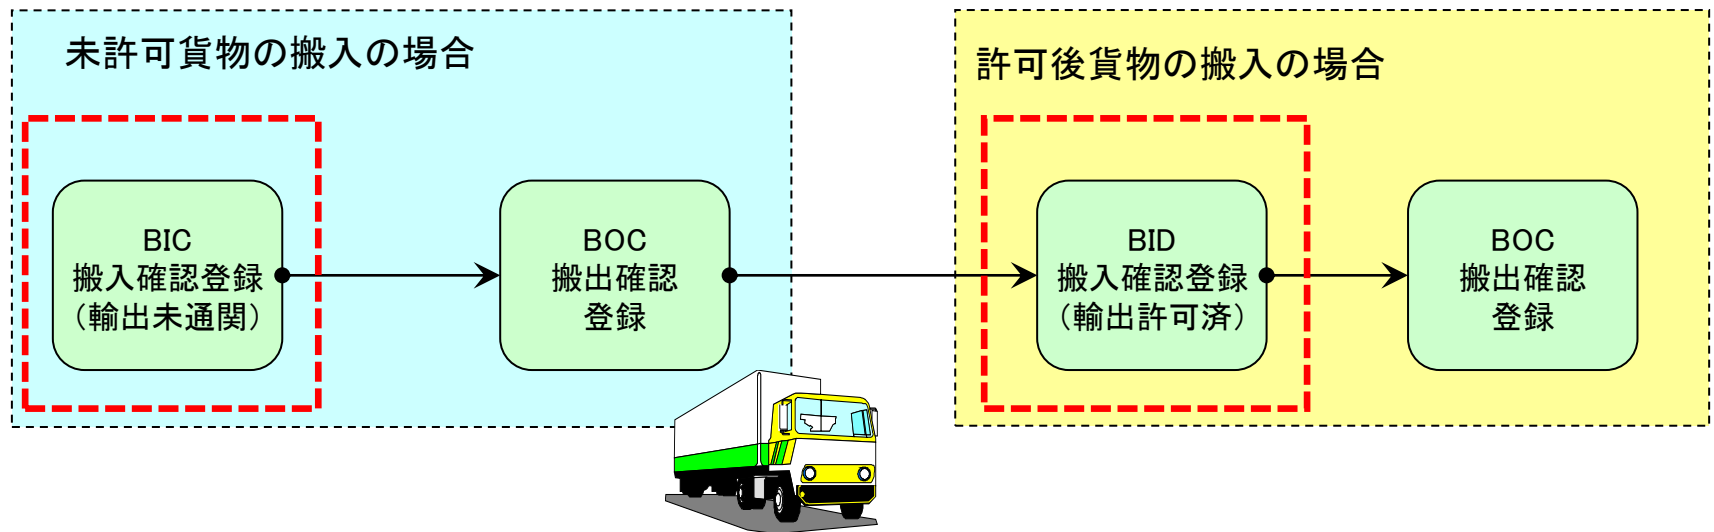 未許可貨物の搬入の場合
BIC
搬入確認登録
（輸出未通関）
BOC
搬出確認
登録
許可後貨物の搬入の場合
BID
搬入確認登録
（輸出許可済）
BOC
搬出確認
登録